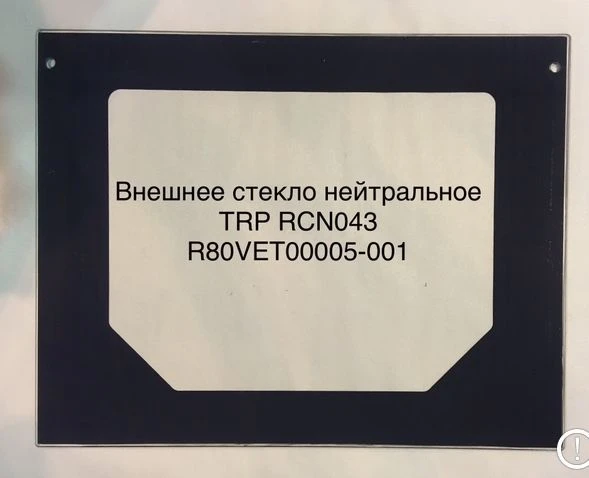 Внешнее стекло нейтральное
TRP RCN043
R80VET00005-001